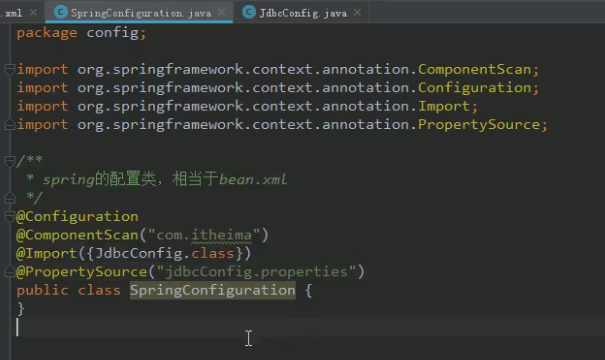 .xml × SpringConfiguration.java × JdbcConfig.java ×
package config;
import org.springframework.context.annotation.ComponentScan;
import org.springframework.context.annotation.Configuration;
import org.springframework.context.annotation.Import;
import org.springframework.context.annotation.PropertySource;
/**
* spring的配置类，相当于bean.xml
*/
@Configuration
@ComponentScan("com.itheima")
@Import({JdbcConfig.class})
@PropertySource("jdbcConfig.properties")
public class SpringConfiguration {
}